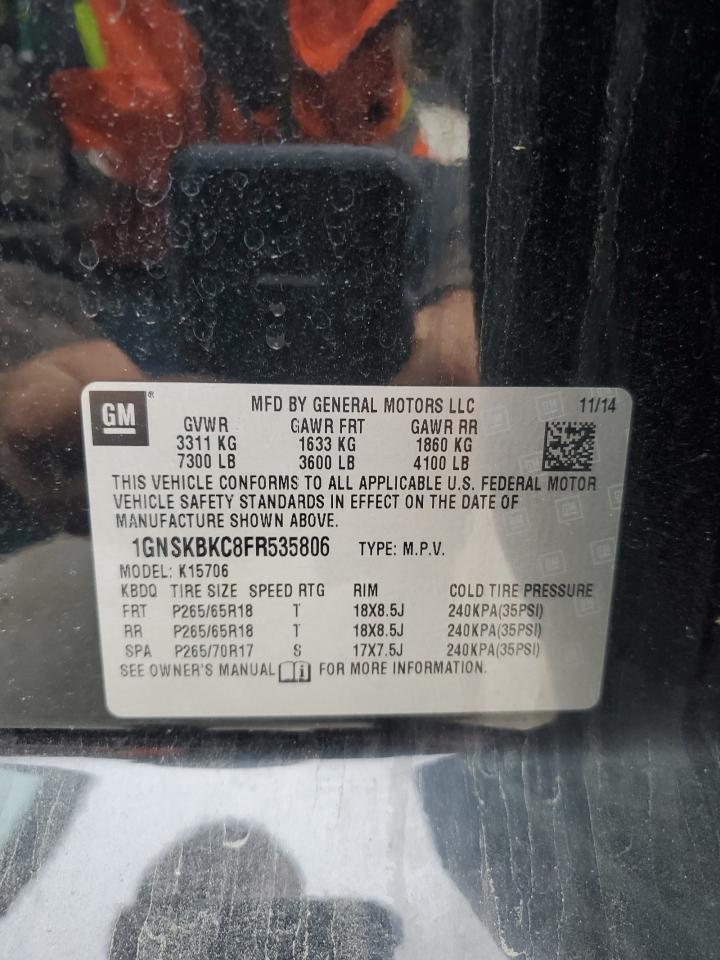 GM ® MFD BY GENERAL MOTORS LLC 11/14
GVWR GAWR FRT GAWR RR
3311 KG 1633 KG 1860 KG
7300 LB 3600 LB 4100 LB
THIS VEHICLE CONFORMS TO ALL APPLICABLE U.S. FEDERAL MOTOR
VEHICLE SAFETY STANDARDS IN EFFECT ON THE DATE OF
MANUFACTURE SHOWN ABOVE.
1GNSKBKC8FR535806 TYPE: M.P.V.
MODEL: K15706
KBDQ TIRE SIZE SPEED RTG RIM COLD TIRE PRESSURE
FRT P265/65R18 T 18X8.5J 240KPA(35PSI)
RR P265/65R18 T 18X8.5J 240KPA(35PSI)
SPA P265/70R17 S 17X7.5J 240KPA(35PSI)
SEE OWNER'S MANUAL i FOR MORE INFORMATION.